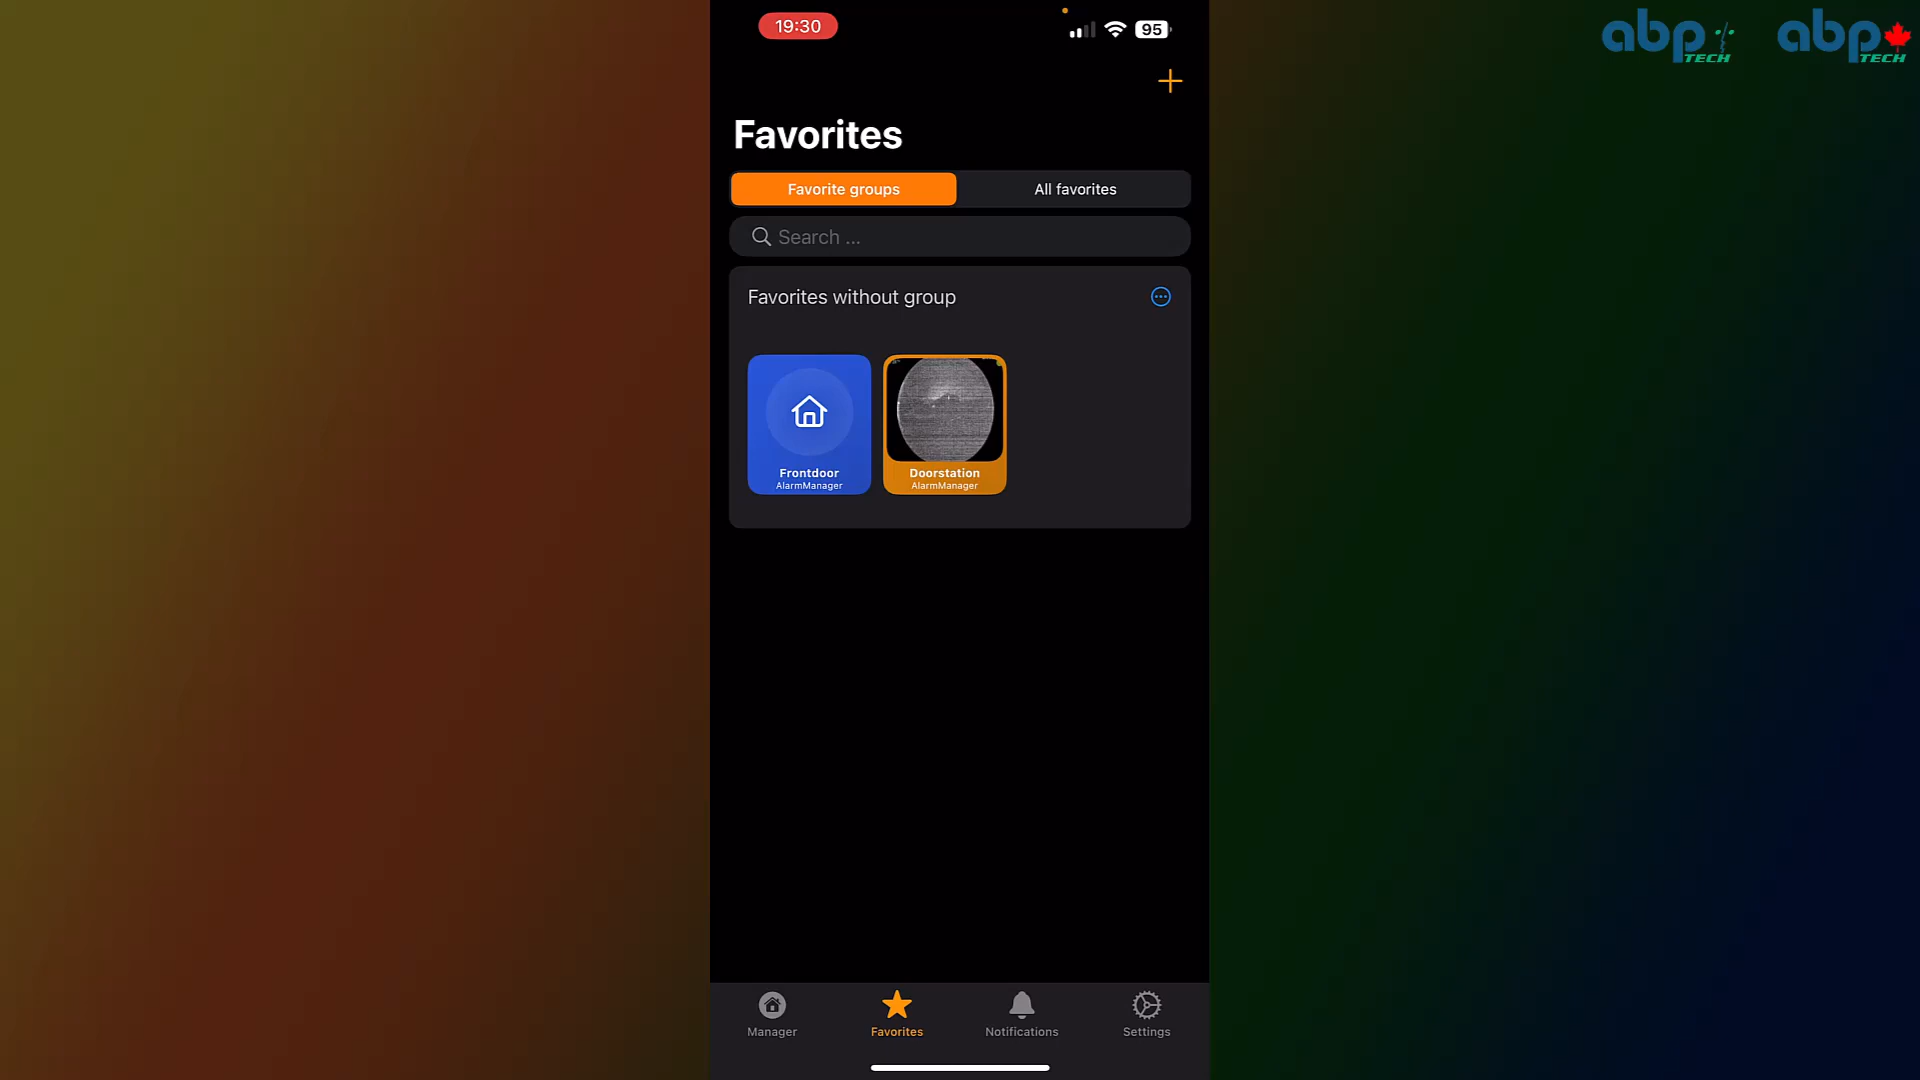 19:30
95
abp
TECH
abp
TECH
Favorites
Favorite groups
All favorites
Search ...
Favorites without group
Frontdoor
AlarmManager
Doorstation
AlarmManager
Manager
Favorites
Notifications
Settings